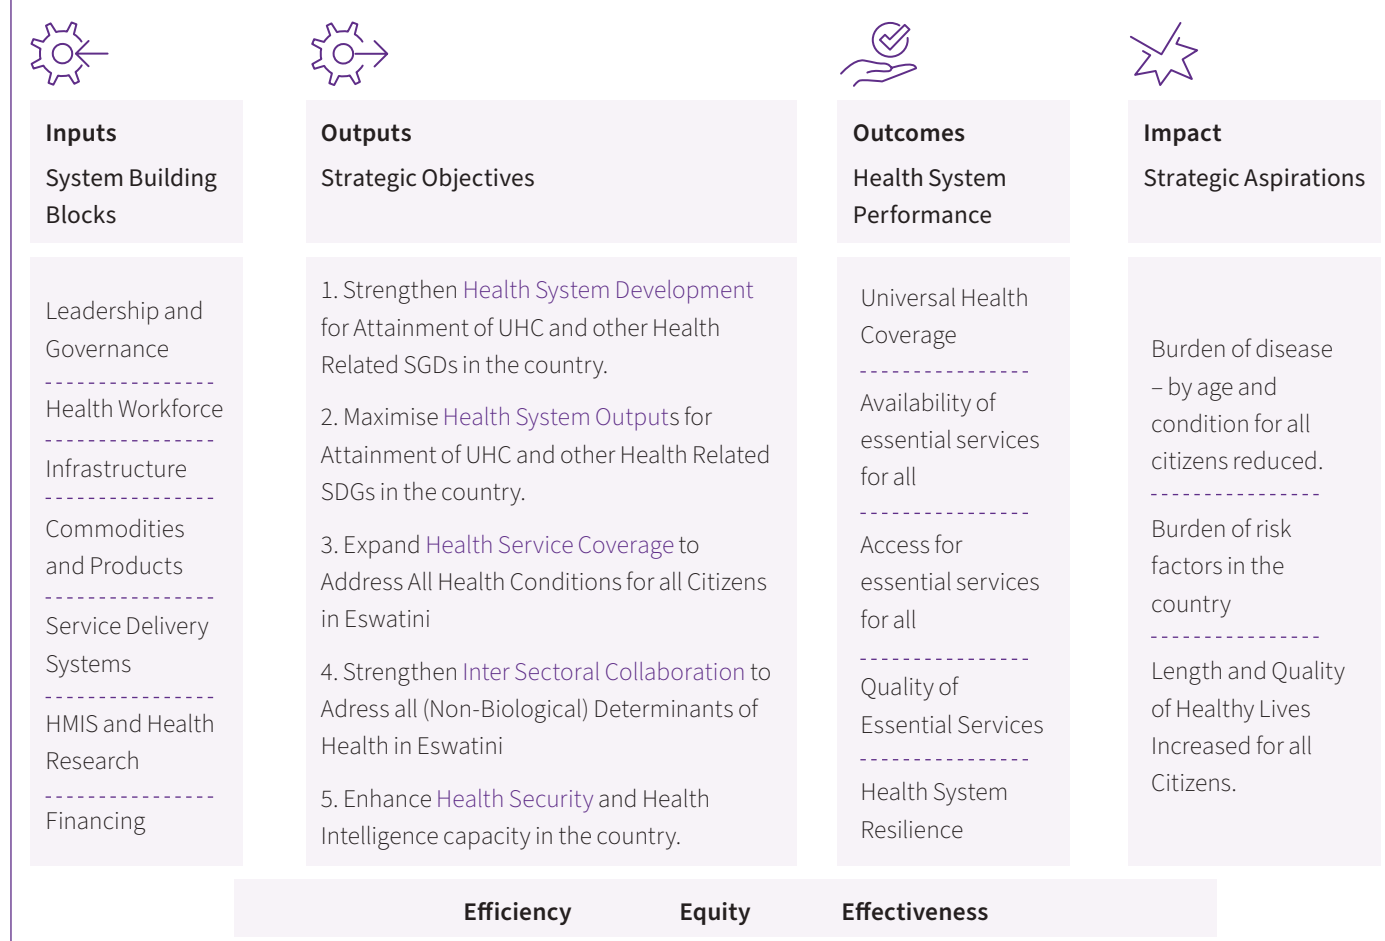 Inputs
System Building
Blocks
Outputs
Strategic Objectives
Outcomes
Health System
Performance
Impact
Strategic Aspirations
Leadership and
Governance
Health Workforce
Infrastructure
Commodities
and Products
Service Delivery
Systems
HMIS and Health
Research
Financing
1. Strengthen Health System Development
for Attainment of UHC and other Health
Related SGDs in the country.
2. Maximise Health System Outputs for
Attainment of UHC and other Health Related
SDGs in the country.
3. Expand Health Service Coverage to
Address All Health Conditions for all Citizens
in Eswatini
4. Strengthen Inter Sectoral Collaboration to
Adress all (Non-Biological) Determinants of
Health in Eswatini
5. Enhance Health Security and Health
Intelligence capacity in the country.
Universal Health
Coverage
Availability of
essential services
for all
Access for
essential services
for all
Quality of
Essential Services
Health System
Resilience
Burden of disease
– by age and
condition for all
citizens reduced.
Burden of risk
factors in the
country
Length and Quality
of Healthy Lives
Increased for all
Citizens.
Efficiency Equity Effectiveness